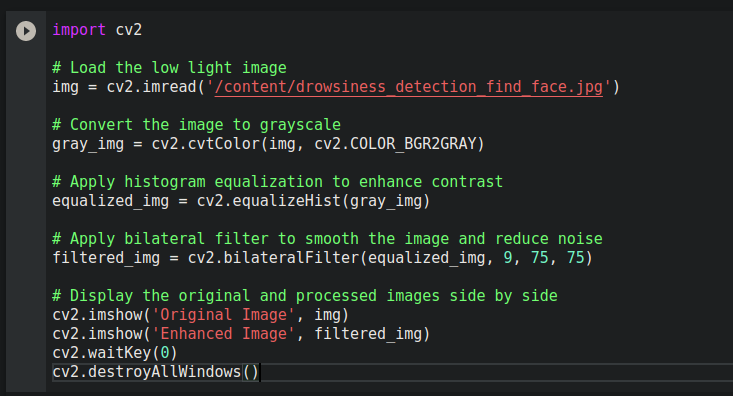 import cv2
# Load the low light image
img = cv2.imread('/content/drowsiness_detection_find_face.jpg')
# Convert the image to grayscale
gray_img = cv2.cvtColor(img, cv2.COLOR_BGR2GRAY)
# Apply histogram equalization to enhance contrast
equalized_img = cv2.equalizeHist(gray_img)
# Apply bilateral filter to smooth the image and reduce noise
filtered_img = cv2.bilateralFilter(equalized_img, 9, 75, 75)
# Display the original and processed images side by side
cv2.imshow('Original Image', img)
cv2.imshow('Enhanced Image', filtered_img)
cv2.waitKey(0)
cv2.destroyAllWindows()